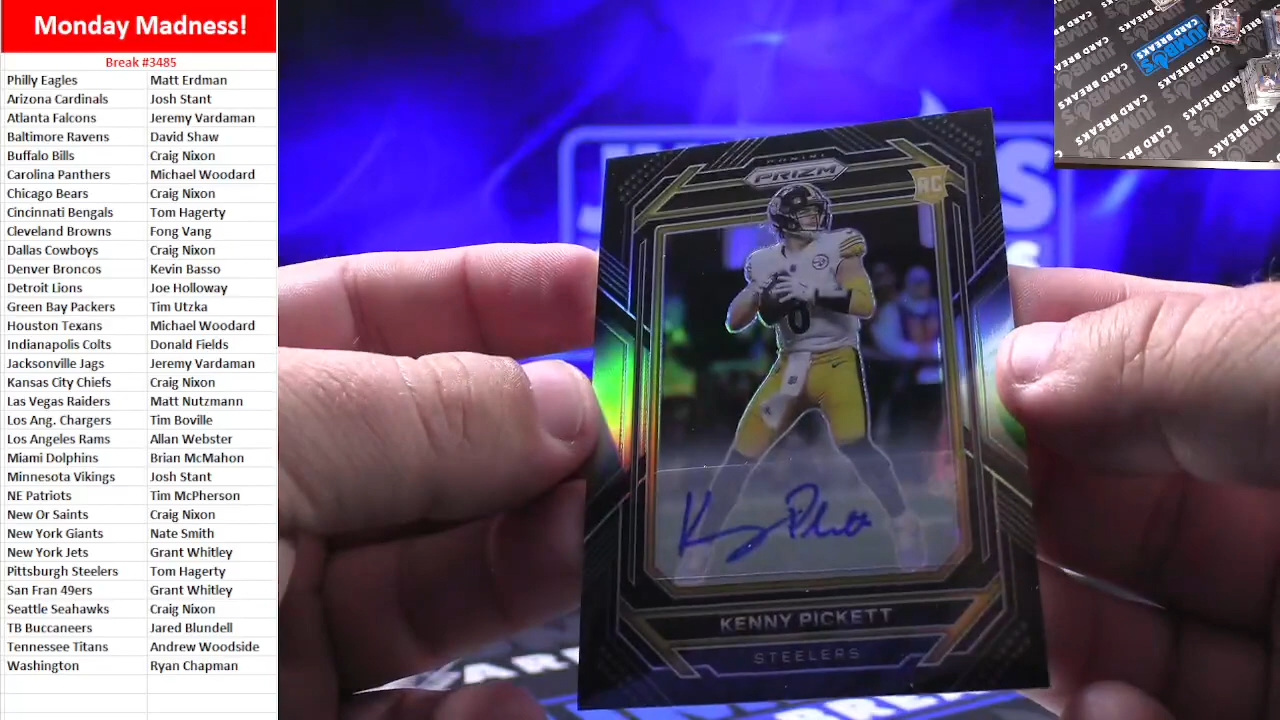 Monday Madness!
Break #3485
Philly Eagles Matt Erdman
Arizona Cardinals Josh Stant
Atlanta Falcons Jeremy Vardaman
Baltimore Ravens David Shaw
Buffalo Bills Craig Nixon
Carolina Panthers Michael Woodard
Chicago Bears Craig Nixon
Cincinnati Bengals Tom Hagerty
Cleveland Browns Fong Vang
Dallas Cowboys Craig Nixon
Denver Broncos Kevin Basso
Detroit Lions Joe Holloway
Green Bay Packers Tim Utzka
Houston Texans Michael Woodard
Indianapolis Colts Donald Fields
Jacksonville Jags Jeremy Vardaman
Kansas City Chiefs Craig Nixon
Las Vegas Raiders Matt Nutzmann
Los Ang. Chargers Tim Boville
Los Angeles Rams Allan Webster
Miami Dolphins Brian McMahon
Minnesota Vikings Josh Stant
NE Patriots Tim McPherson
New Or Saints Craig Nixon
New York Giants Nate Smith
New York Jets Grant Whitley
Pittsburgh Steelers Tom Hagerty
San Fran 49ers Grant Whitley
Seattle Seahawks Craig Nixon
TB Buccaneers Jared Blundell
Tennessee Titans Andrew Woodside
Washington Ryan Chapman
PANINI
PRIZM
RC
8
KENNY PICKETT
STEELERS
JUMBO'S
CARD BREAKS